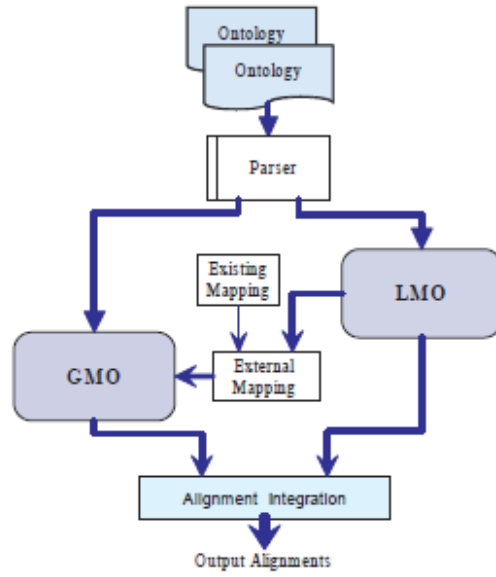 Ontology
Ontology
Parser
Existing
Mapping
LMO
GMO
External
Mapping
Alignment Integration
Output Alignments